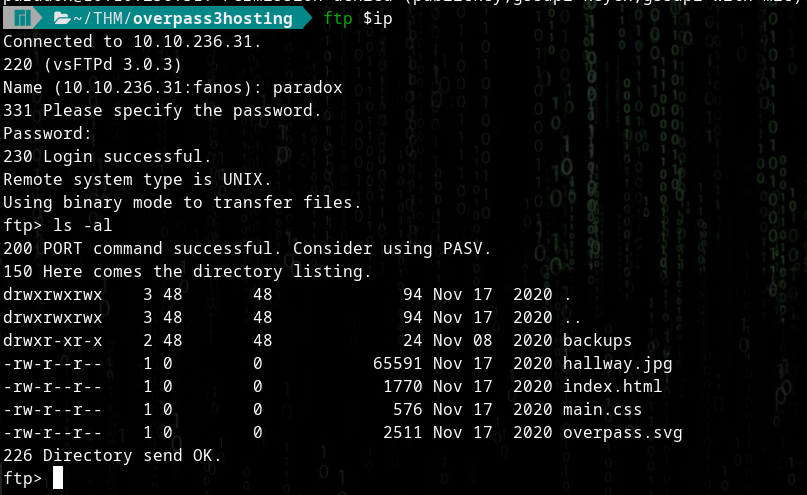 ~/THM/overpass3hosting ftp $ip
Connected to 10.10.236.31.
220 (vsFTPd 3.0.3)
Name (10.10.236.31:fanos): paradox
331 Please specify the password.
Password:
230 Login successful.
Remote system type is UNIX.
Using binary mode to transfer files.
ftp> ls -al
200 PORT command successful. Consider using PASV.
150 Here comes the directory listing.
drwxrwxrwx    3 48       48             94 Nov 17  2020 .
drwxrwxrwx    3 48       48             94 Nov 17  2020 ..
drwxr-xr-x    2 48       48             24 Nov 08  2020 backups
-rw-r--r--    1 0        0           65591 Nov 17  2020 hallway.jpg
-rw-r--r--    1 0        0            1770 Nov 17  2020 index.html
-rw-r--r--    1 0        0             576 Nov 17  2020 main.css
-rw-r--r--    1 0        0            2511 Nov 17  2020 overpass.svg
226 Directory send OK.
ftp>